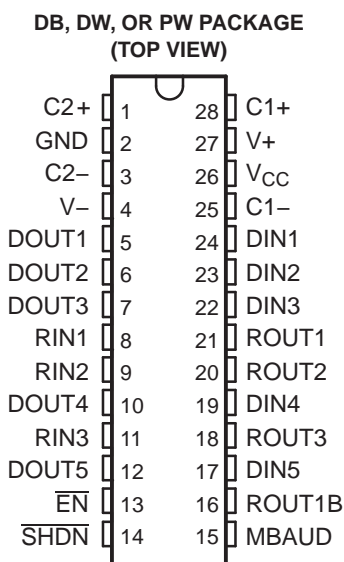 DB, DW, OR PW PACKAGE
(TOP VIEW)
C2+ 1 28 C1+
GND 2 27 V+
C2– 3 26 VCC
V– 4 25 C1–
DOUT1 5 24 DIN1
DOUT2 6 23 DIN2
DOUT3 7 22 DIN3
RIN1 8 21 ROUT1
RIN2 9 20 ROUT2
DOUT4 10 19 DIN4
RIN3 11 18 ROUT3
DOUT5 12 17 DIN5
E̅N̅ 13 16 ROUT1B
S̅H̅D̅N̅ 14 15 MBAUD